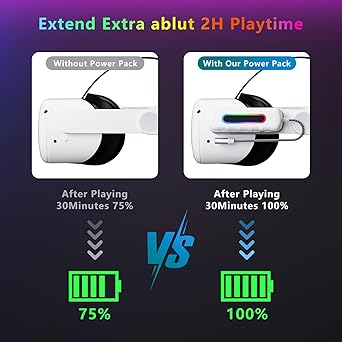 Extend Extra ablut 2H Playtime
Without Power Pack
With Our Power Pack
After Playing
30Minutes 75%
After Playing
30Minutes 100%
VS
75%
100%